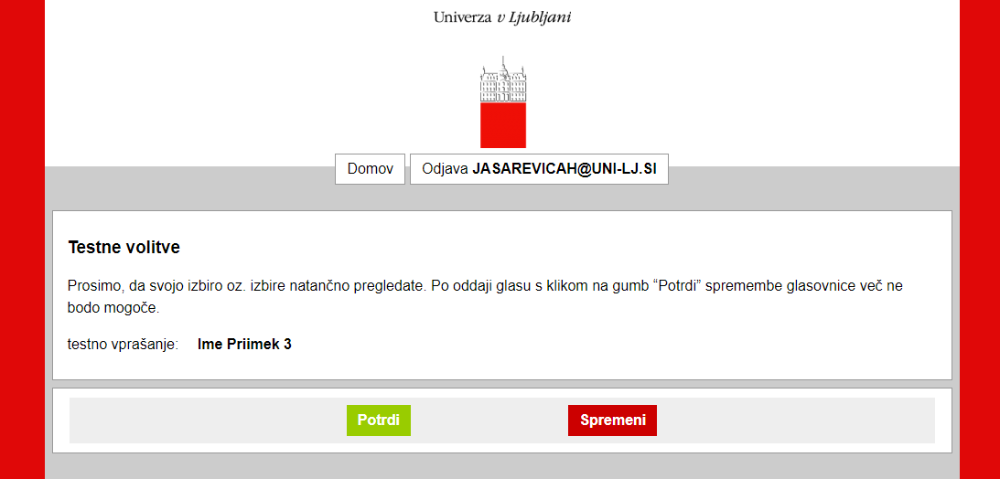 Univerza v Ljubljani
Domov
Odjava JASAREVICAH@UNI-LJ.SI
Testne volitve
Prosimo, da svojo izbiro oz. izbire natančno pregledate. Po oddaji glasu s klikom na gumb “Potrdi” spremembe glasovnice več ne
bodo mogoče.
testno vprašanje: Ime Priimek 3
Potrdi
Spremeni